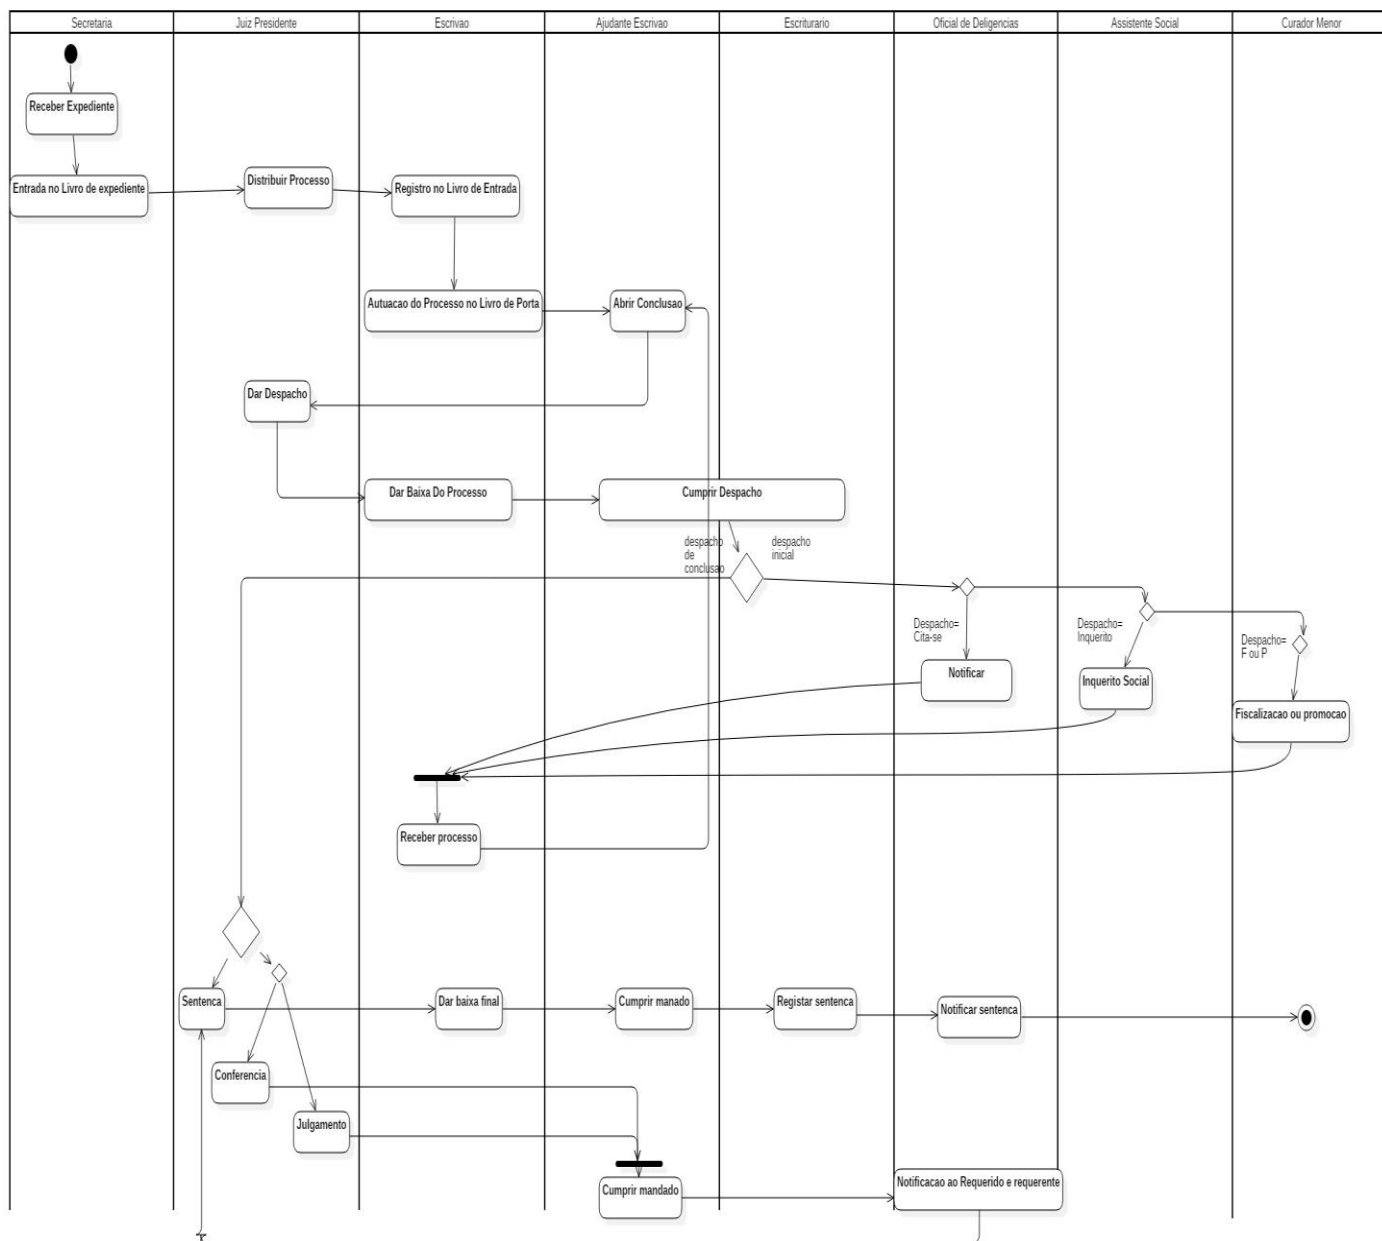 Secretaria
Juiz Presidente
Escrivao
Ajudante Escrivao
Escriturario
Oficial de Deligencias
Assistente Social
Curador Menor
Receber Expediente
Entrada no Livro de expediente
Distribuir Processo
Registro no Livro de Entrada
Autuacao do Processo no Livro de Porta
Abrir Conclusao
Dar Despacho
Dar Baixa Do Processo
Cumprir Despacho
despacho
de
conclusao
despacho
inicial
Despacho=
Cita-se
Despacho=
Inquerito
Despacho=
F ou P
Notificar
Inquerito Social
Fiscalizacao ou promocao
Receber processo
Sentenca
Dar baixa final
Cumprir manado
Registar sentenca
Notificar sentenca
Conferencia
Julgamento
Cumprir mandado
Notificacao ao Requerido e requerente